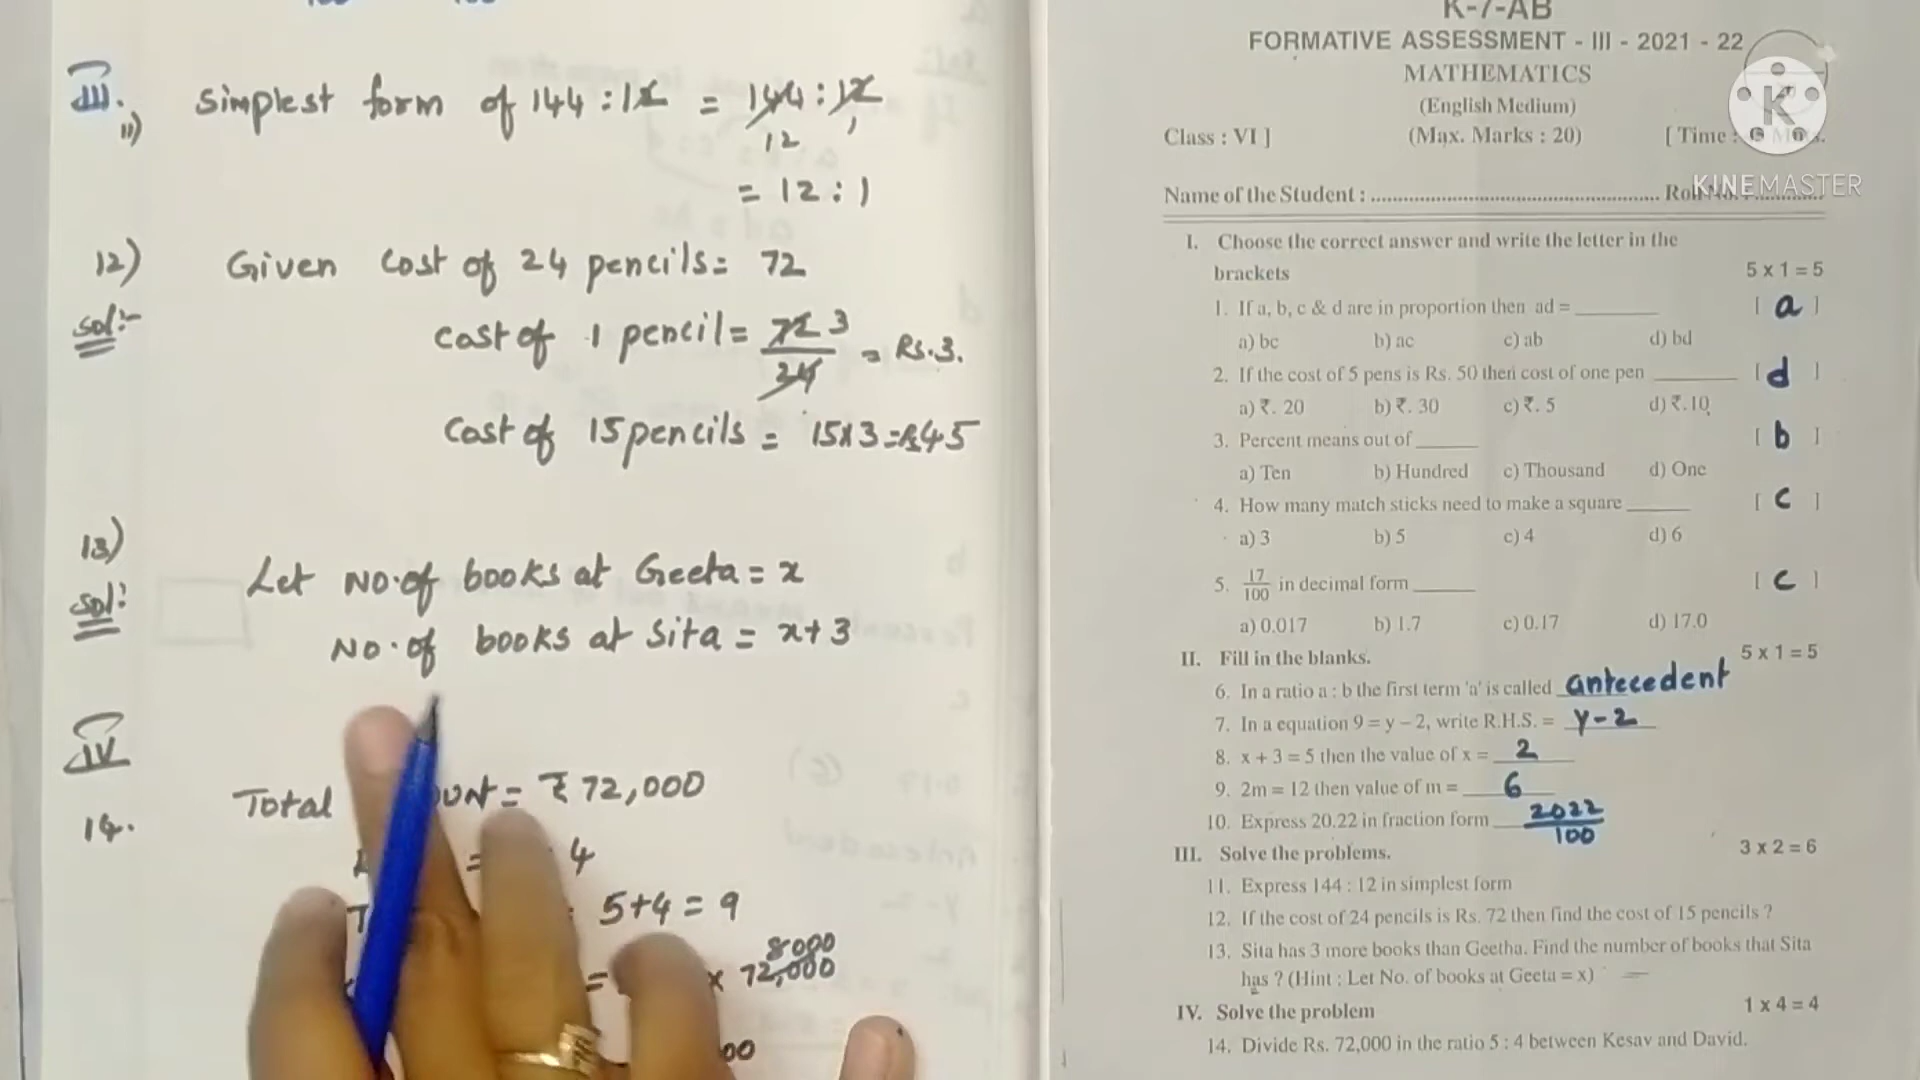 III.
11) Simplest form of 144 : 12 = 144 : 12
12 1
= 12 : 1
12) Given cost of 24 pencils = 72
Sol:- cost of 1 pencil = 72/24 3 = Rs.3.
Cost of 15 pencils = 15x3 = Rs45
13)
Sol: Let NO.of books at Geeta = x
NO.of books at Sita = x+3
IV
14. Total = ₹ 72,000
= 4
5+4 = 9
8000
= x 72,000
K-7-AB
FORMATIVE ASSESSMENT - III - 2021 - 22
MATHEMATICS
(English Medium)
Class : VI ] (Max. Marks : 20) [ Time :
Name of the Student : ........................................................
KINEMASTER
K
I. Choose the correct answer and write the letter in the
brackets 5 x 1 = 5
1. If a, b, c & d are in proportion then ad = ________ [ a ]
a) bc b) ac c) ab d) bd
2. If the cost of 5 pens is Rs. 50 then cost of one pen ________ [ d ]
a) ₹. 20 b) ₹. 30 c) ₹. 5 d) ₹.10
3. Percent means out of ______ [ b ]
a) Ten b) Hundred c) Thousand d) One
4. How many match sticks need to make a square ______ [ c ]
a) 3 b) 5 c) 4 d) 6
5. 17/100 in decimal form ______ [ c ]
a) 0.017 b) 1.7 c) 0.17 d) 17.0
II. Fill in the blanks. 5 x 1 = 5
6. In a ratio a : b the first term 'a' is called antecedent
7. In a equation 9 = y – 2, write R.H.S. = y-2
8. x + 3 = 5 then the value of x = 2
9. 2m = 12 then value of m = 6
10. Express 20.22 in fraction form 2022/100
III. Solve the problems. 3 x 2 = 6
11. Express 144 : 12 in simplest form
12. If the cost of 24 pencils is Rs. 72 then find the cost of 15 pencils ?
13. Sita has 3 more books than Geetha. Find the number of books that Sita
has ? (Hint : Let No. of books at Geeta = x)
IV. Solve the problem 1 x 4 = 4
14. Divide Rs. 72,000 in the ratio 5 : 4 between Kesav and David.